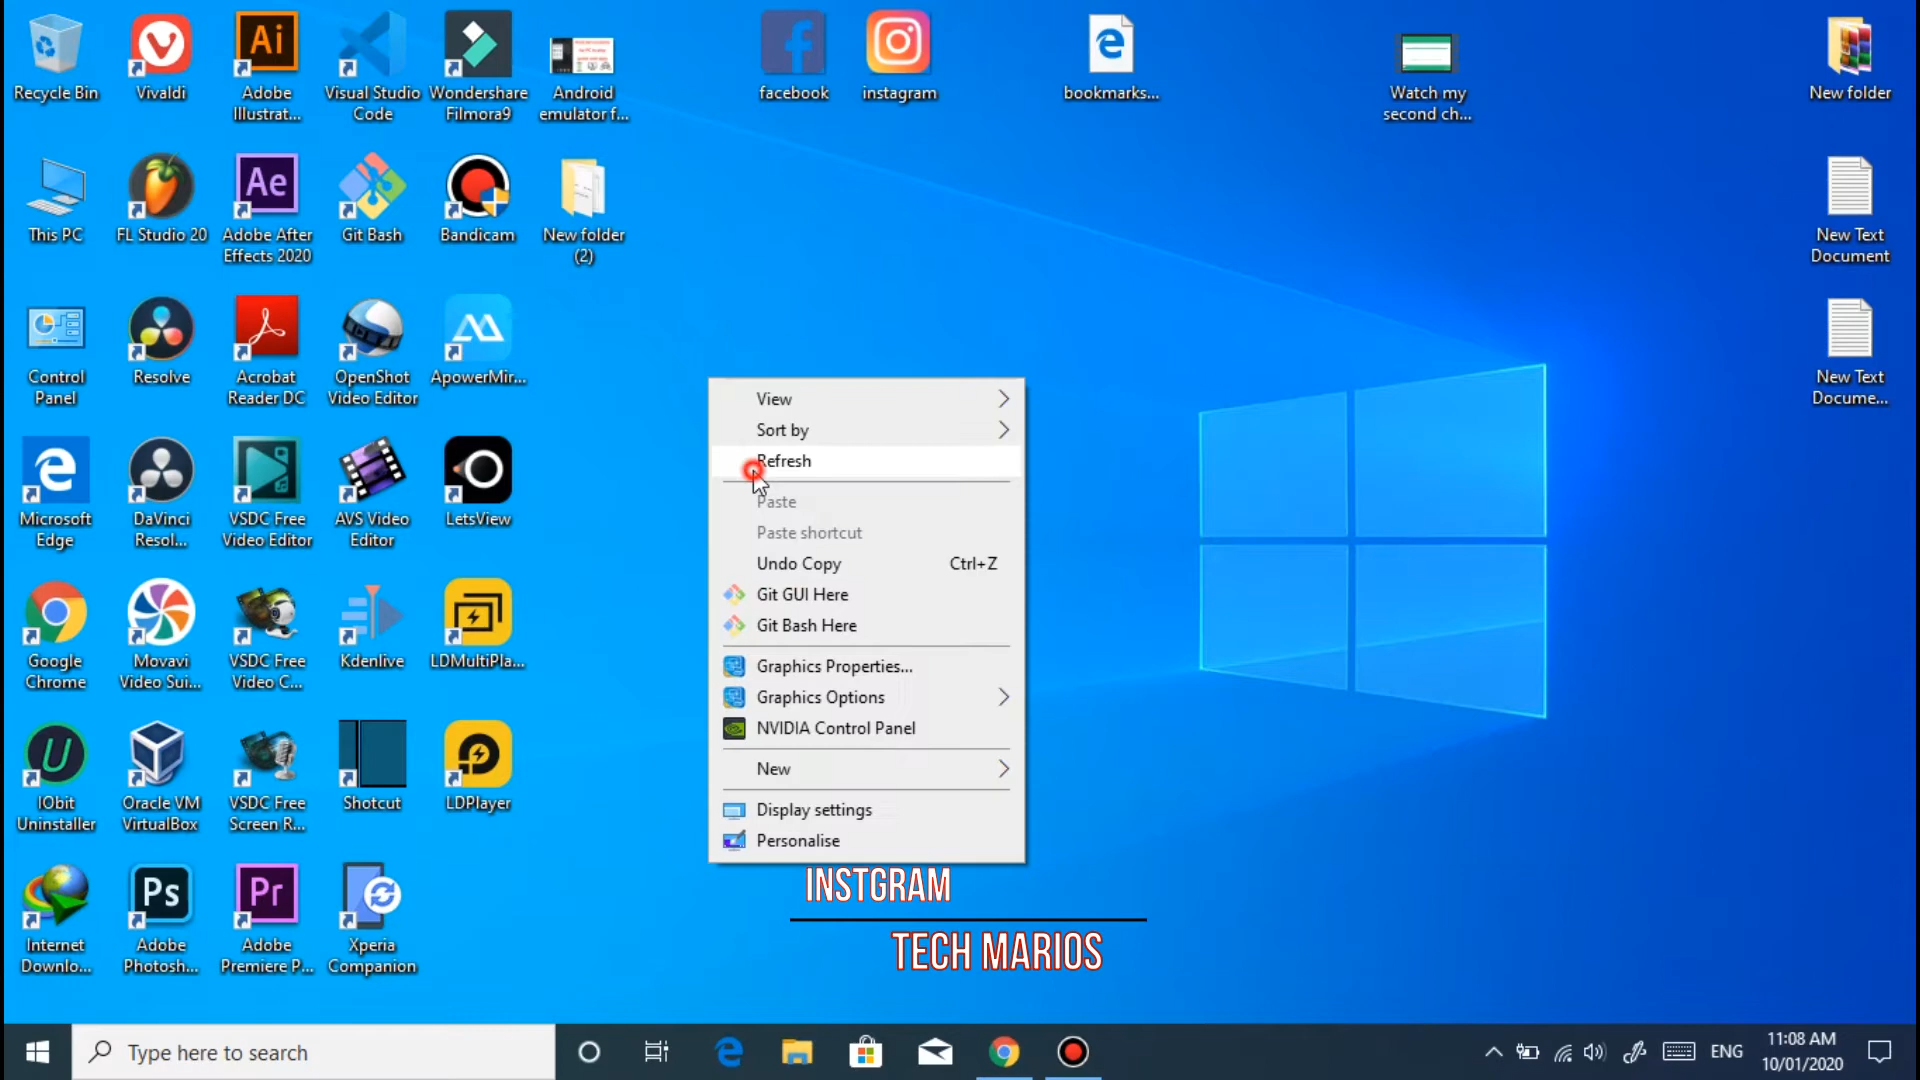 Recycle Bin
Vivaldi
Ai
Adobe
Illustrat...
Visual Studio
Code
Wondershare
Filmora9
Android
emulator f...
facebook
instagram
bookmarks...
Watch my
second ch...
New folder
This PC
FL Studio 20
Ae
Adobe After
Effects 2020
Git Bash
Bandicam
New folder
(2)
New Text
Document
Control
Panel
Resolve
Acrobat
Reader DC
OpenShot
Video Editor
ApowerMir...
New Text
Docume...
View
Sort by
Refresh
Paste
Paste shortcut
Undo Copy Ctrl+Z
Git GUI Here
Git Bash Here
Graphics Properties...
Graphics Options
NVIDIA Control Panel
New
Display settings
Personalise
Microsoft
Edge
DaVinci
Resol...
VSDC Free
Video Editor
AVS Video
Editor
LetsView
Google
Chrome
Movavi
Video Sui...
VSDC Free
Video C...
Kdenlive
LDMultiPla...
IObit
Uninstaller
Oracle VM
VirtualBox
VSDC Free
Screen R...
Shotcut
LDPlayer
Internet
Downlo...
Ps
Adobe
Photosh...
Pr
Adobe
Premiere P...
Xperia
Companion
INSTGRAM
TECH MARIOS
Type here to search
ENG
11:08 AM
10/01/2020